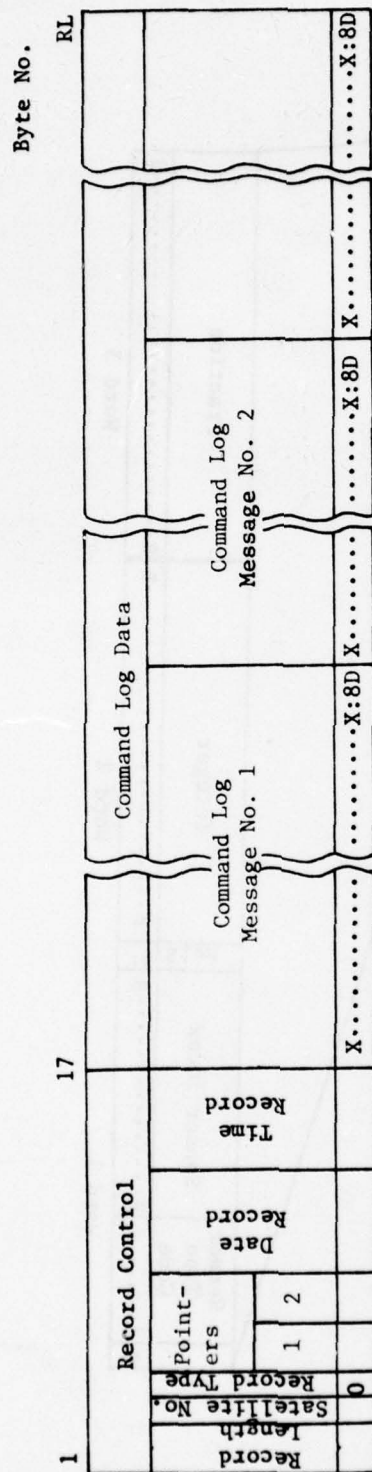 Byte No.
1
17
RL
Record Control
Command Log Data
Record
Length
Satellite No.
Record Type
Point-
ers
1
2
Record
Date
Record
Time
Command Log
Message No. 1
Command Log
Message No. 2
0
X..........
.......X:8D
X.........
.......X:8D
X..........
.......X:8D